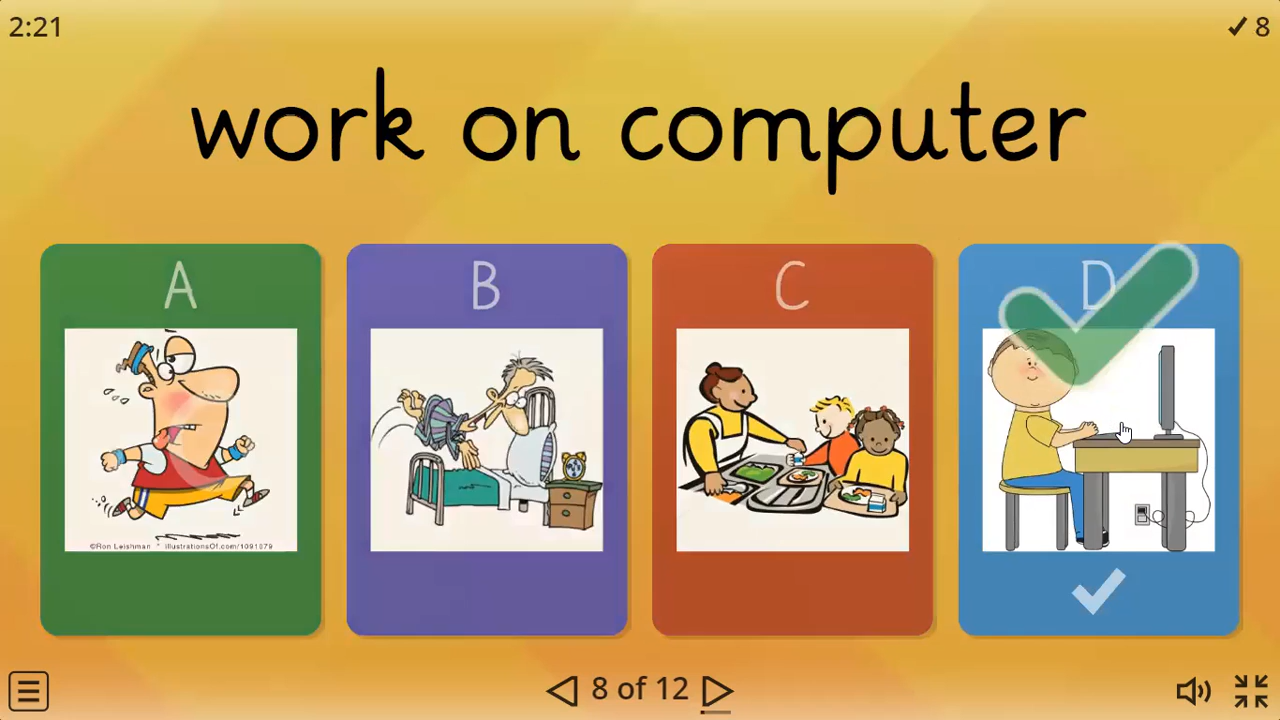 2:21
✓ 8
work on computer
A
B
C
D
©Ron Leishman * illustrationsOf.com/1091079
8 of 12